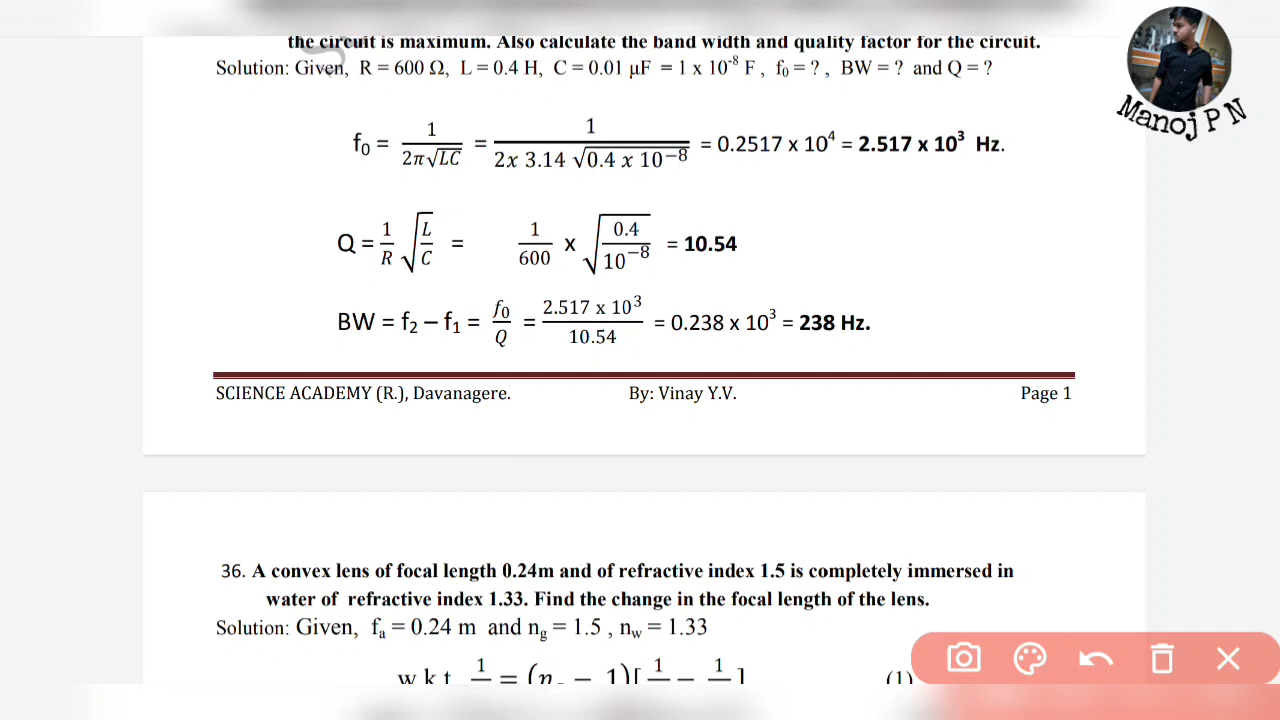 the circuit is maximum. Also calculate the band width and quality factor for the circuit.
Solution: Given, R = 600 Ω, L = 0.4 H, C = 0.01 μF = 1 x 10⁻⁸ F, f₀ = ?, BW = ? and Q = ?
f₀ = 1/(2π√LC) = 1/(2x 3.14 √(0.4 x 10⁻⁸)) = 0.2517 x 10⁴ = 2.517 x 10³ Hz.
Q = 1/R √(L/C) = 1/600 x √(0.4/10⁻⁸) = 10.54
BW = f₂ – f₁ = f₀/Q = (2.517 x 10³)/10.54 = 0.238 x 10³ = 238 Hz.
SCIENCE ACADEMY (R.), Davanagere. By: Vinay Y.V. Page 1
36. A convex lens of focal length 0.24m and of refractive index 1.5 is completely immersed in
water of refractive index 1.33. Find the change in the focal length of the lens.
Solution: Given, fₐ = 0.24 m and n_g = 1.5 , n_w = 1.33
w k t 1 = (n – 1)[ 1 – 1 ] (1)
Manoj P N